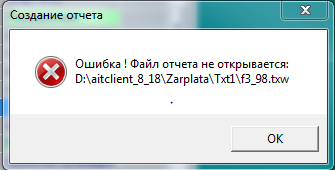 Создание отчета
Ошибка ! Файл отчета не открывается:
D:\aitclient_8_18\Zarplata\Txt1\f3_98.txw
.
OK